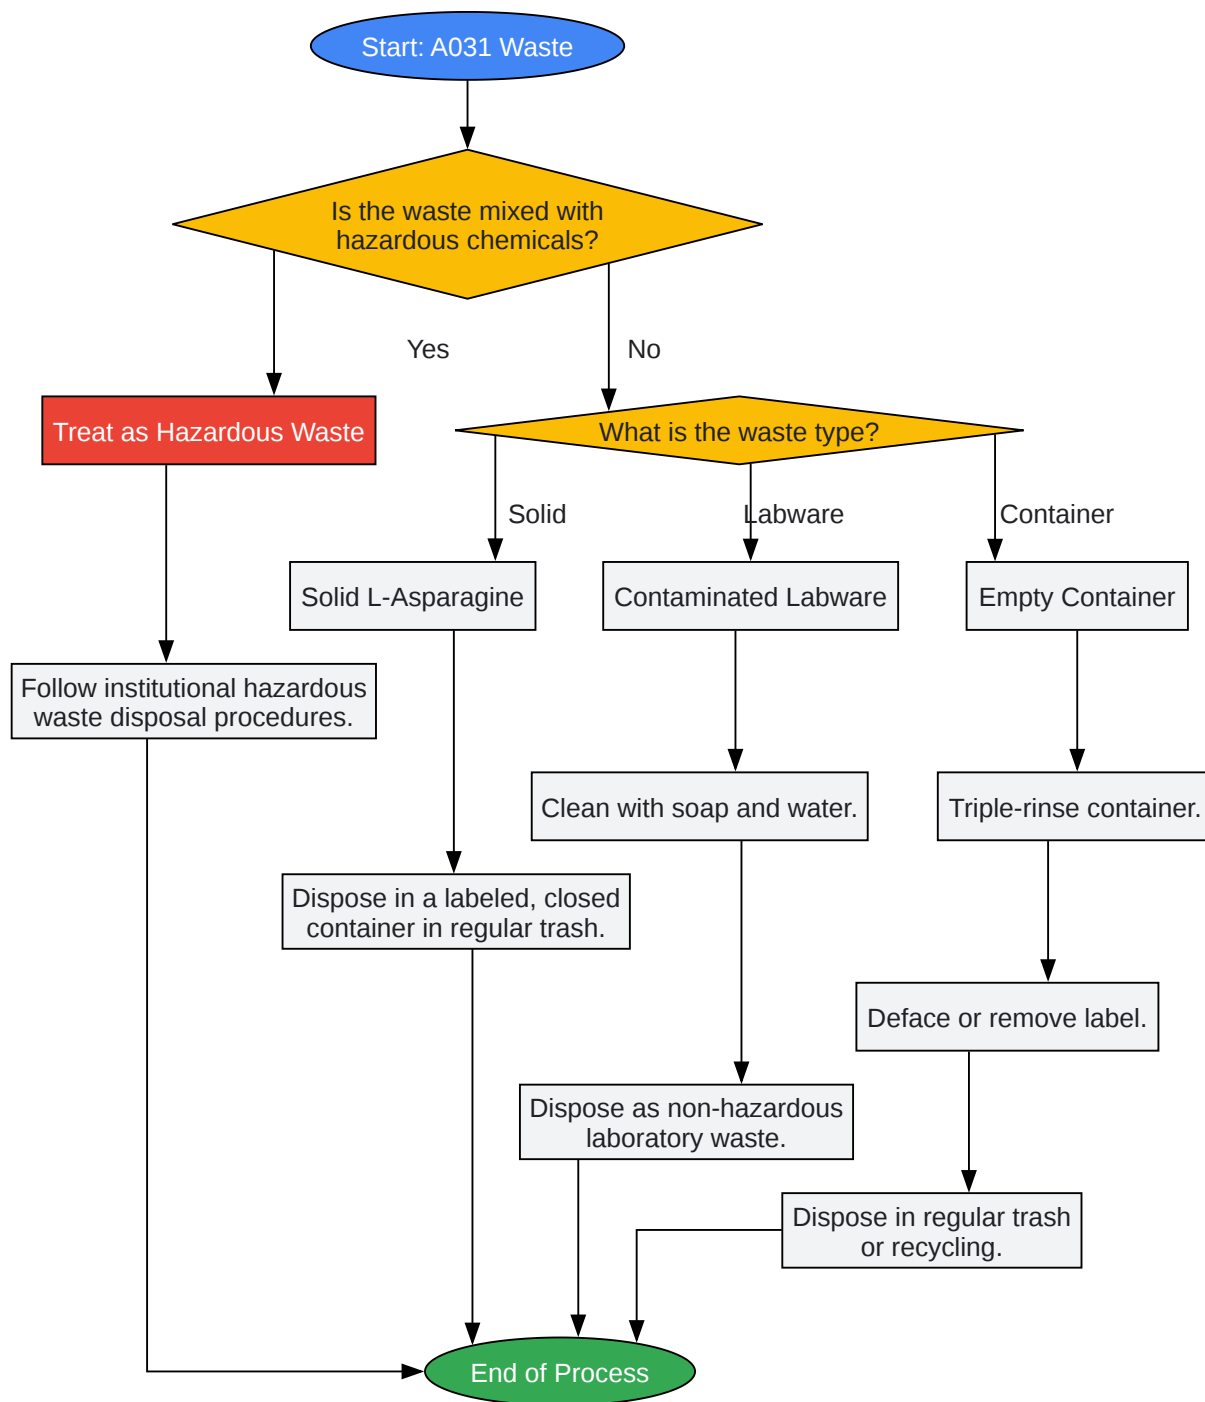 Start: A031 Waste
Is the waste mixed with
hazardous chemicals?
Yes
No
Treat as Hazardous Waste
What is the waste type?
Solid
Labware
Container
Solid L-Asparagine
Contaminated Labware
Empty Container
Follow institutional hazardous
waste disposal procedures.
Clean with soap and water.
Triple-rinse container.
Dispose in a labeled, closed
container in regular trash.
Deface or remove label.
Dispose as non-hazardous
laboratory waste.
Dispose in regular trash
or recycling.
End of Process